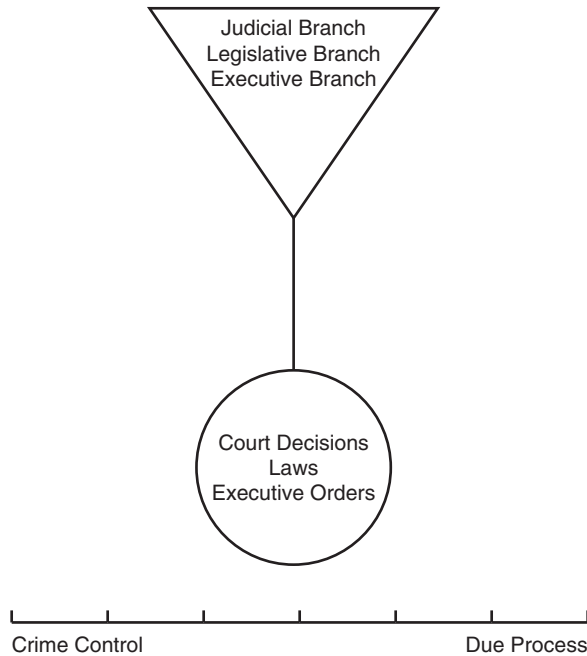 Judicial Branch
Legislative Branch
Executive Branch
Court Decisions
Laws
Executive Orders
Crime Control
Due Process